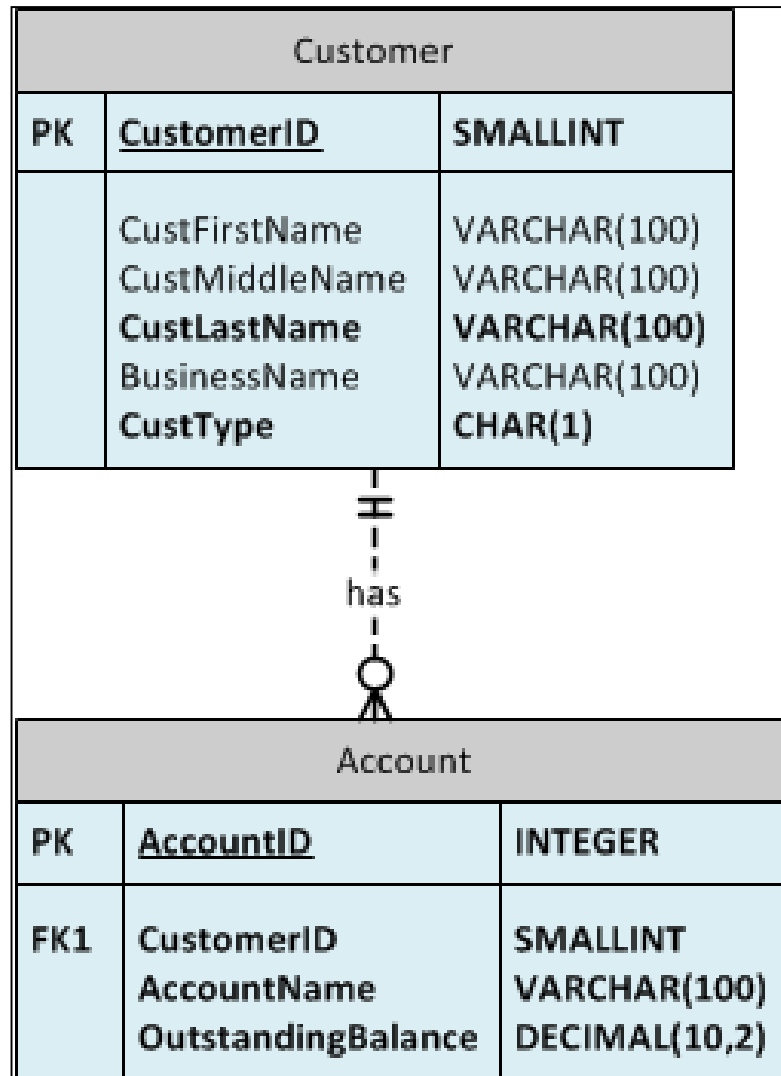 Customer
PK CustomerID SMALLINT
CustFirstName VARCHAR(100)
CustMiddleName VARCHAR(100)
CustLastName VARCHAR(100)
BusinessName VARCHAR(100)
CustType CHAR(1)
has
Account
PK AccountID INTEGER
FK1 CustomerID SMALLINT
AccountName VARCHAR(100)
OutstandingBalance DECIMAL(10,2)